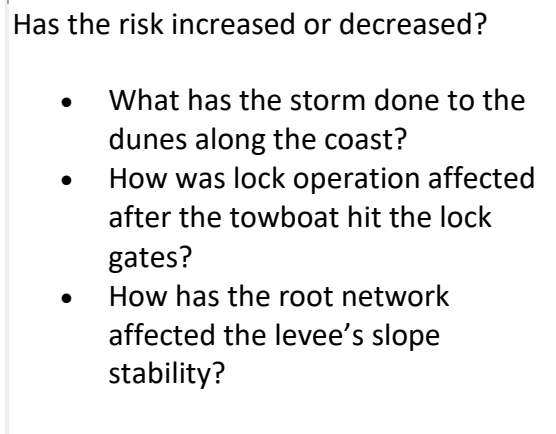 Has the risk increased or decreased?
• What has the storm done to the
dunes along the coast?
• How was lock operation affected
after the towboat hit the lock
gates?
• How has the root network
affected the levee’s slope
stability?